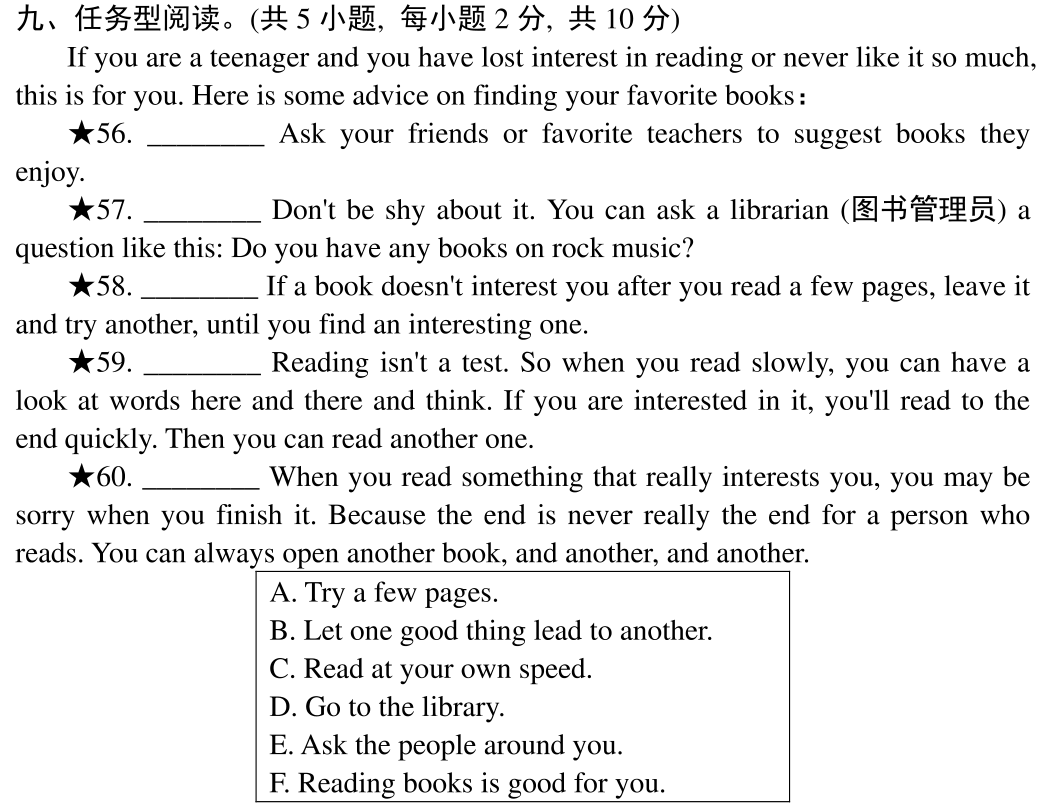 九、任务型阅读。(共 5 小题, 每小题 2 分, 共 10 分)
If you are a teenager and you have lost interest in reading or never like it so much,
this is for you. Here is some advice on finding your favorite books：
★56. ________ Ask your friends or favorite teachers to suggest books they
enjoy.
★57. ________ Don't be shy about it. You can ask a librarian (图书管理员) a
question like this: Do you have any books on rock music?
★58. ________ If a book doesn't interest you after you read a few pages, leave it
and try another, until you find an interesting one.
★59. ________ Reading isn't a test. So when you read slowly, you can have a
look at words here and there and think. If you are interested in it, you'll read to the
end quickly. Then you can read another one.
★60. ________ When you read something that really interests you, you may be
sorry when you finish it. Because the end is never really the end for a person who
reads. You can always open another book, and another, and another.
A. Try a few pages.
B. Let one good thing lead to another.
C. Read at your own speed.
D. Go to the library.
E. Ask the people around you.
F. Reading books is good for you.